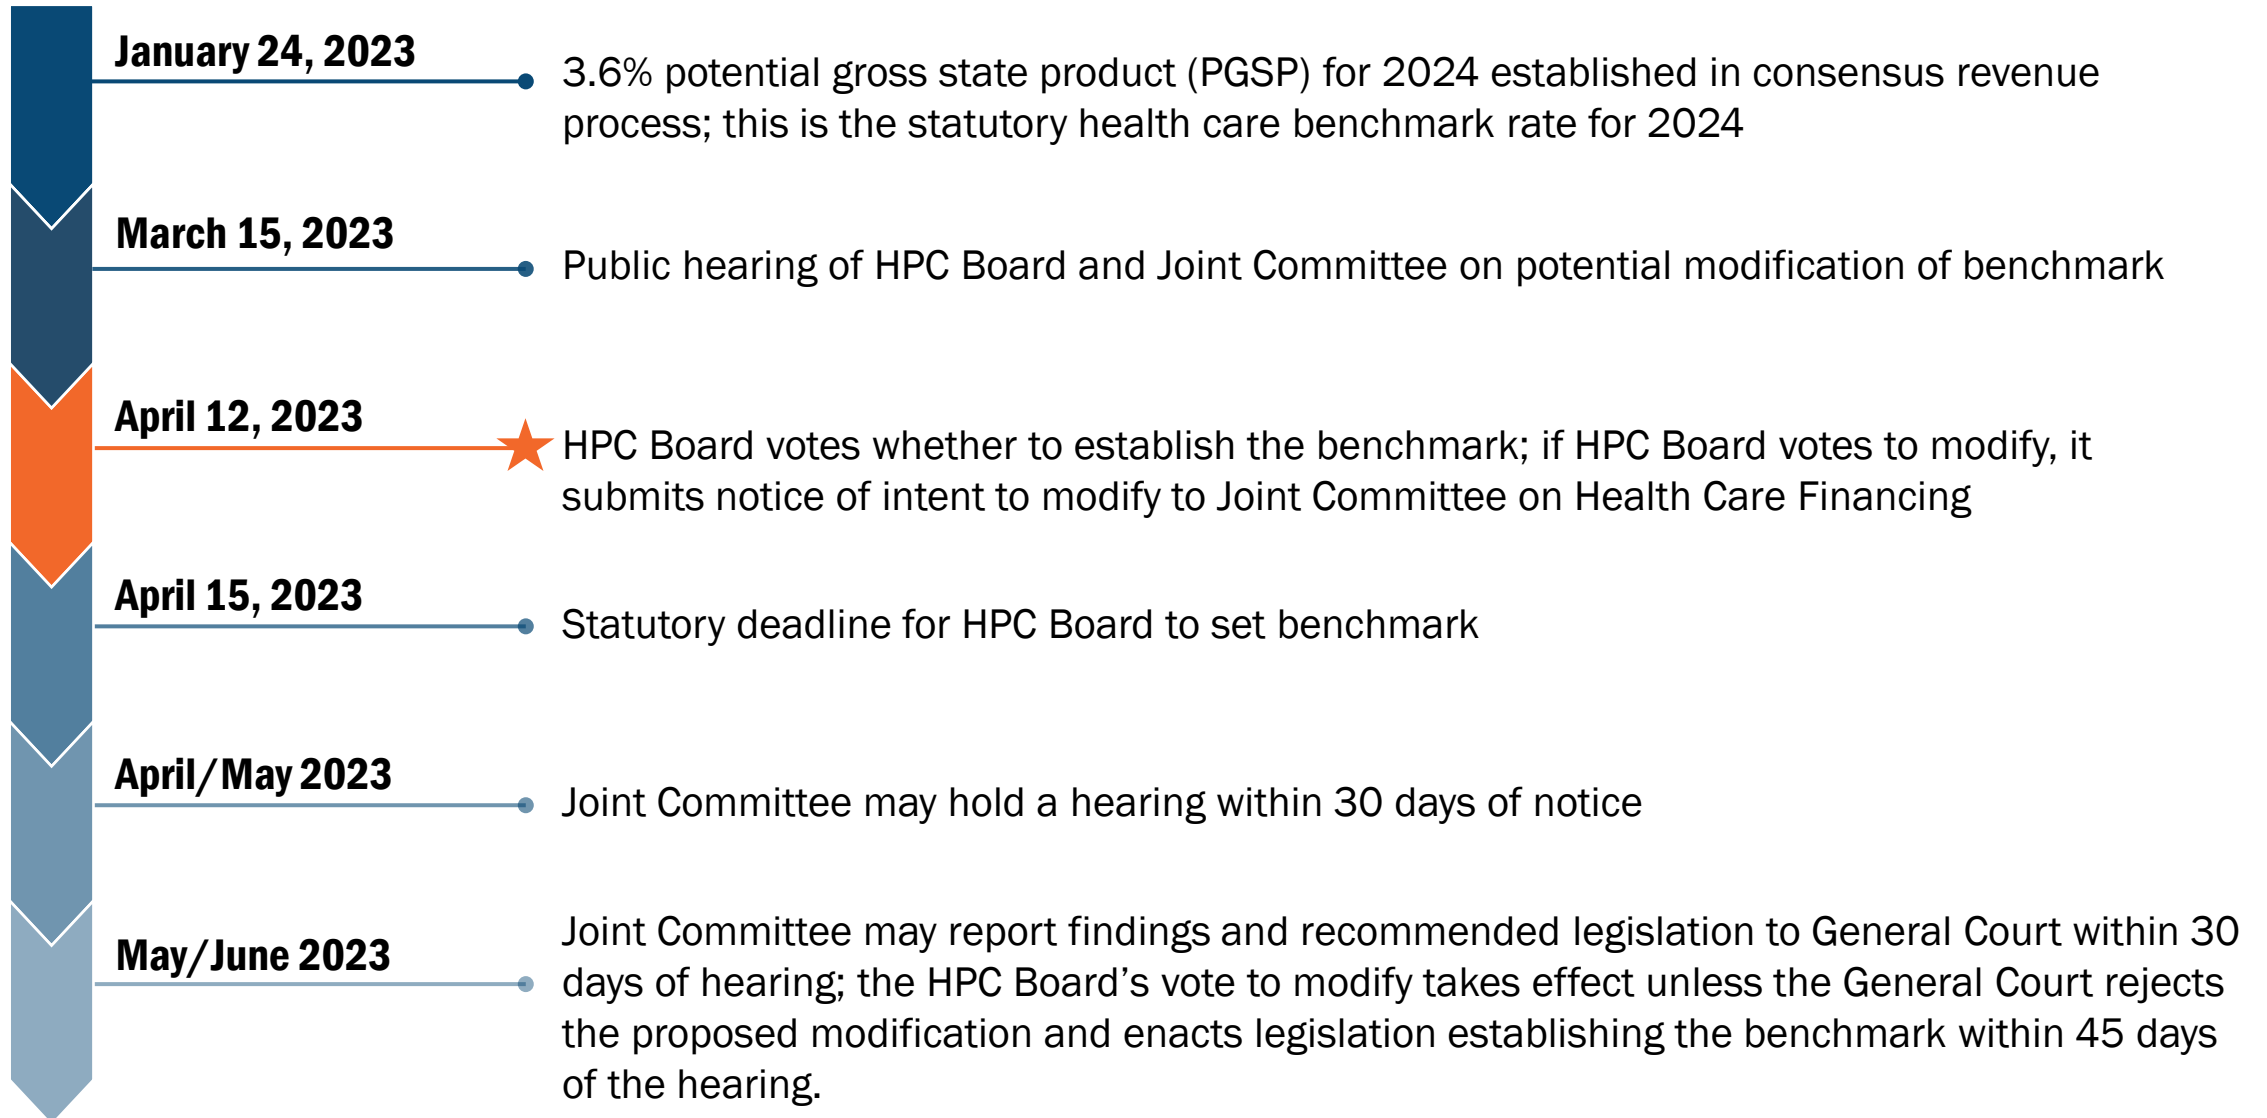 January 24, 2023
3.6% potential gross state product (PGSP) for 2024 established in consensus revenue
process; this is the statutory health care benchmark rate for 2024
March 15, 2023
Public hearing of HPC Board and Joint Committee on potential modification of benchmark
April 12, 2023
HPC Board votes whether to establish the benchmark; if HPC Board votes to modify, it
submits notice of intent to modify to Joint Committee on Health Care Financing
April 15, 2023
Statutory deadline for HPC Board to set benchmark
April/May 2023
Joint Committee may hold a hearing within 30 days of notice
May/June 2023
Joint Committee may report findings and recommended legislation to General Court within 30
days of hearing; the HPC Board’s vote to modify takes effect unless the General Court rejects
the proposed modification and enacts legislation establishing the benchmark within 45 days
of the hearing.